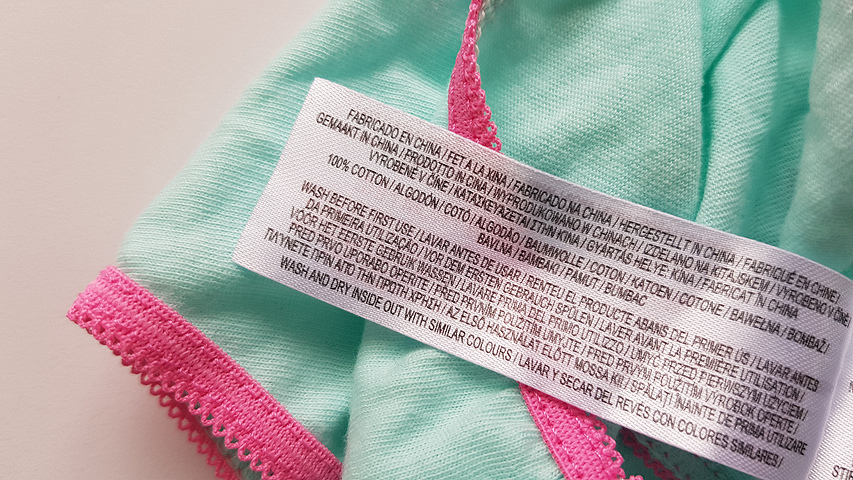 FABRICADO EN CHINA / FET A LA XINA / FABRICADO NA CHINA / HERGESTELLT IN CHINA / FABRIQUÉ EN CHINE /
GEMAAKT IN CHINA / PRODOTTO IN CINA / WYPRODUKOWANO W CHINACH / IZDELANO NA KITAJSKEM / VYROBENO V ČÍNĚ /
VYROBENÉ V ČÍNE / ΚΑΤΑΣΚΕΥΑΖΕΤΑΙ ΣΤΗΝ ΚΙΝΑ / GYÁRTÁS HELYE: KÍNA / FABRICAT ÎN CHINA
100% COTTON / ALGODÓN / COTÓ / ALGODÃO / BAUMWOLLE / COTON / KATOEN / COTONE / BAWEŁNA / BOMBAŽ /
BAVLNA / ΒΑΜΒΑΚΙ / PAMUT / BUMBAC
WASH BEFORE FIRST USE / LAVAR ANTES DE USAR / RENTEU EL PRODUCTE ABANS DEL PRIMER ÚS / LAVAR ANTES
DA PRIMEIRA UTILIZAÇÃO / VOR DEM ERSTEN GEBRAUCH SPÜLEN / LAVER AVANT LA PREMIÈRE UTILISATION /
VÓÓR HET EERSTE GEBRUIK WASSEN / LAVARE PRIMA DEL PRIMO UTILIZZO / UMYĆ PRZED PIERWSZYM UŻYCIEM /
PRED PRVO UPORABO OPERITE / PŘED PRVNÍM POUŽITÍM UMYJTE / PRED PRVÝM POUŽITÍM VÝROBOK OPERTE /
ΠΛΥΝΕΤΕ ΠΡΙΝ ΑΠΟ ΤΗΝ ΠΡΩΤΗ ΧΡΗΣΗ / AZ ELSŐ HASZNÁLAT ELŐTT MOSSA KI / SPĂLAȚI ÎNAINTE DE PRIMA UTILIZARE
WASH AND DRY INSIDE OUT WITH SIMILAR COLOURS / LAVAR Y SECAR DEL REVÉS CON COLORES SIMILARES /